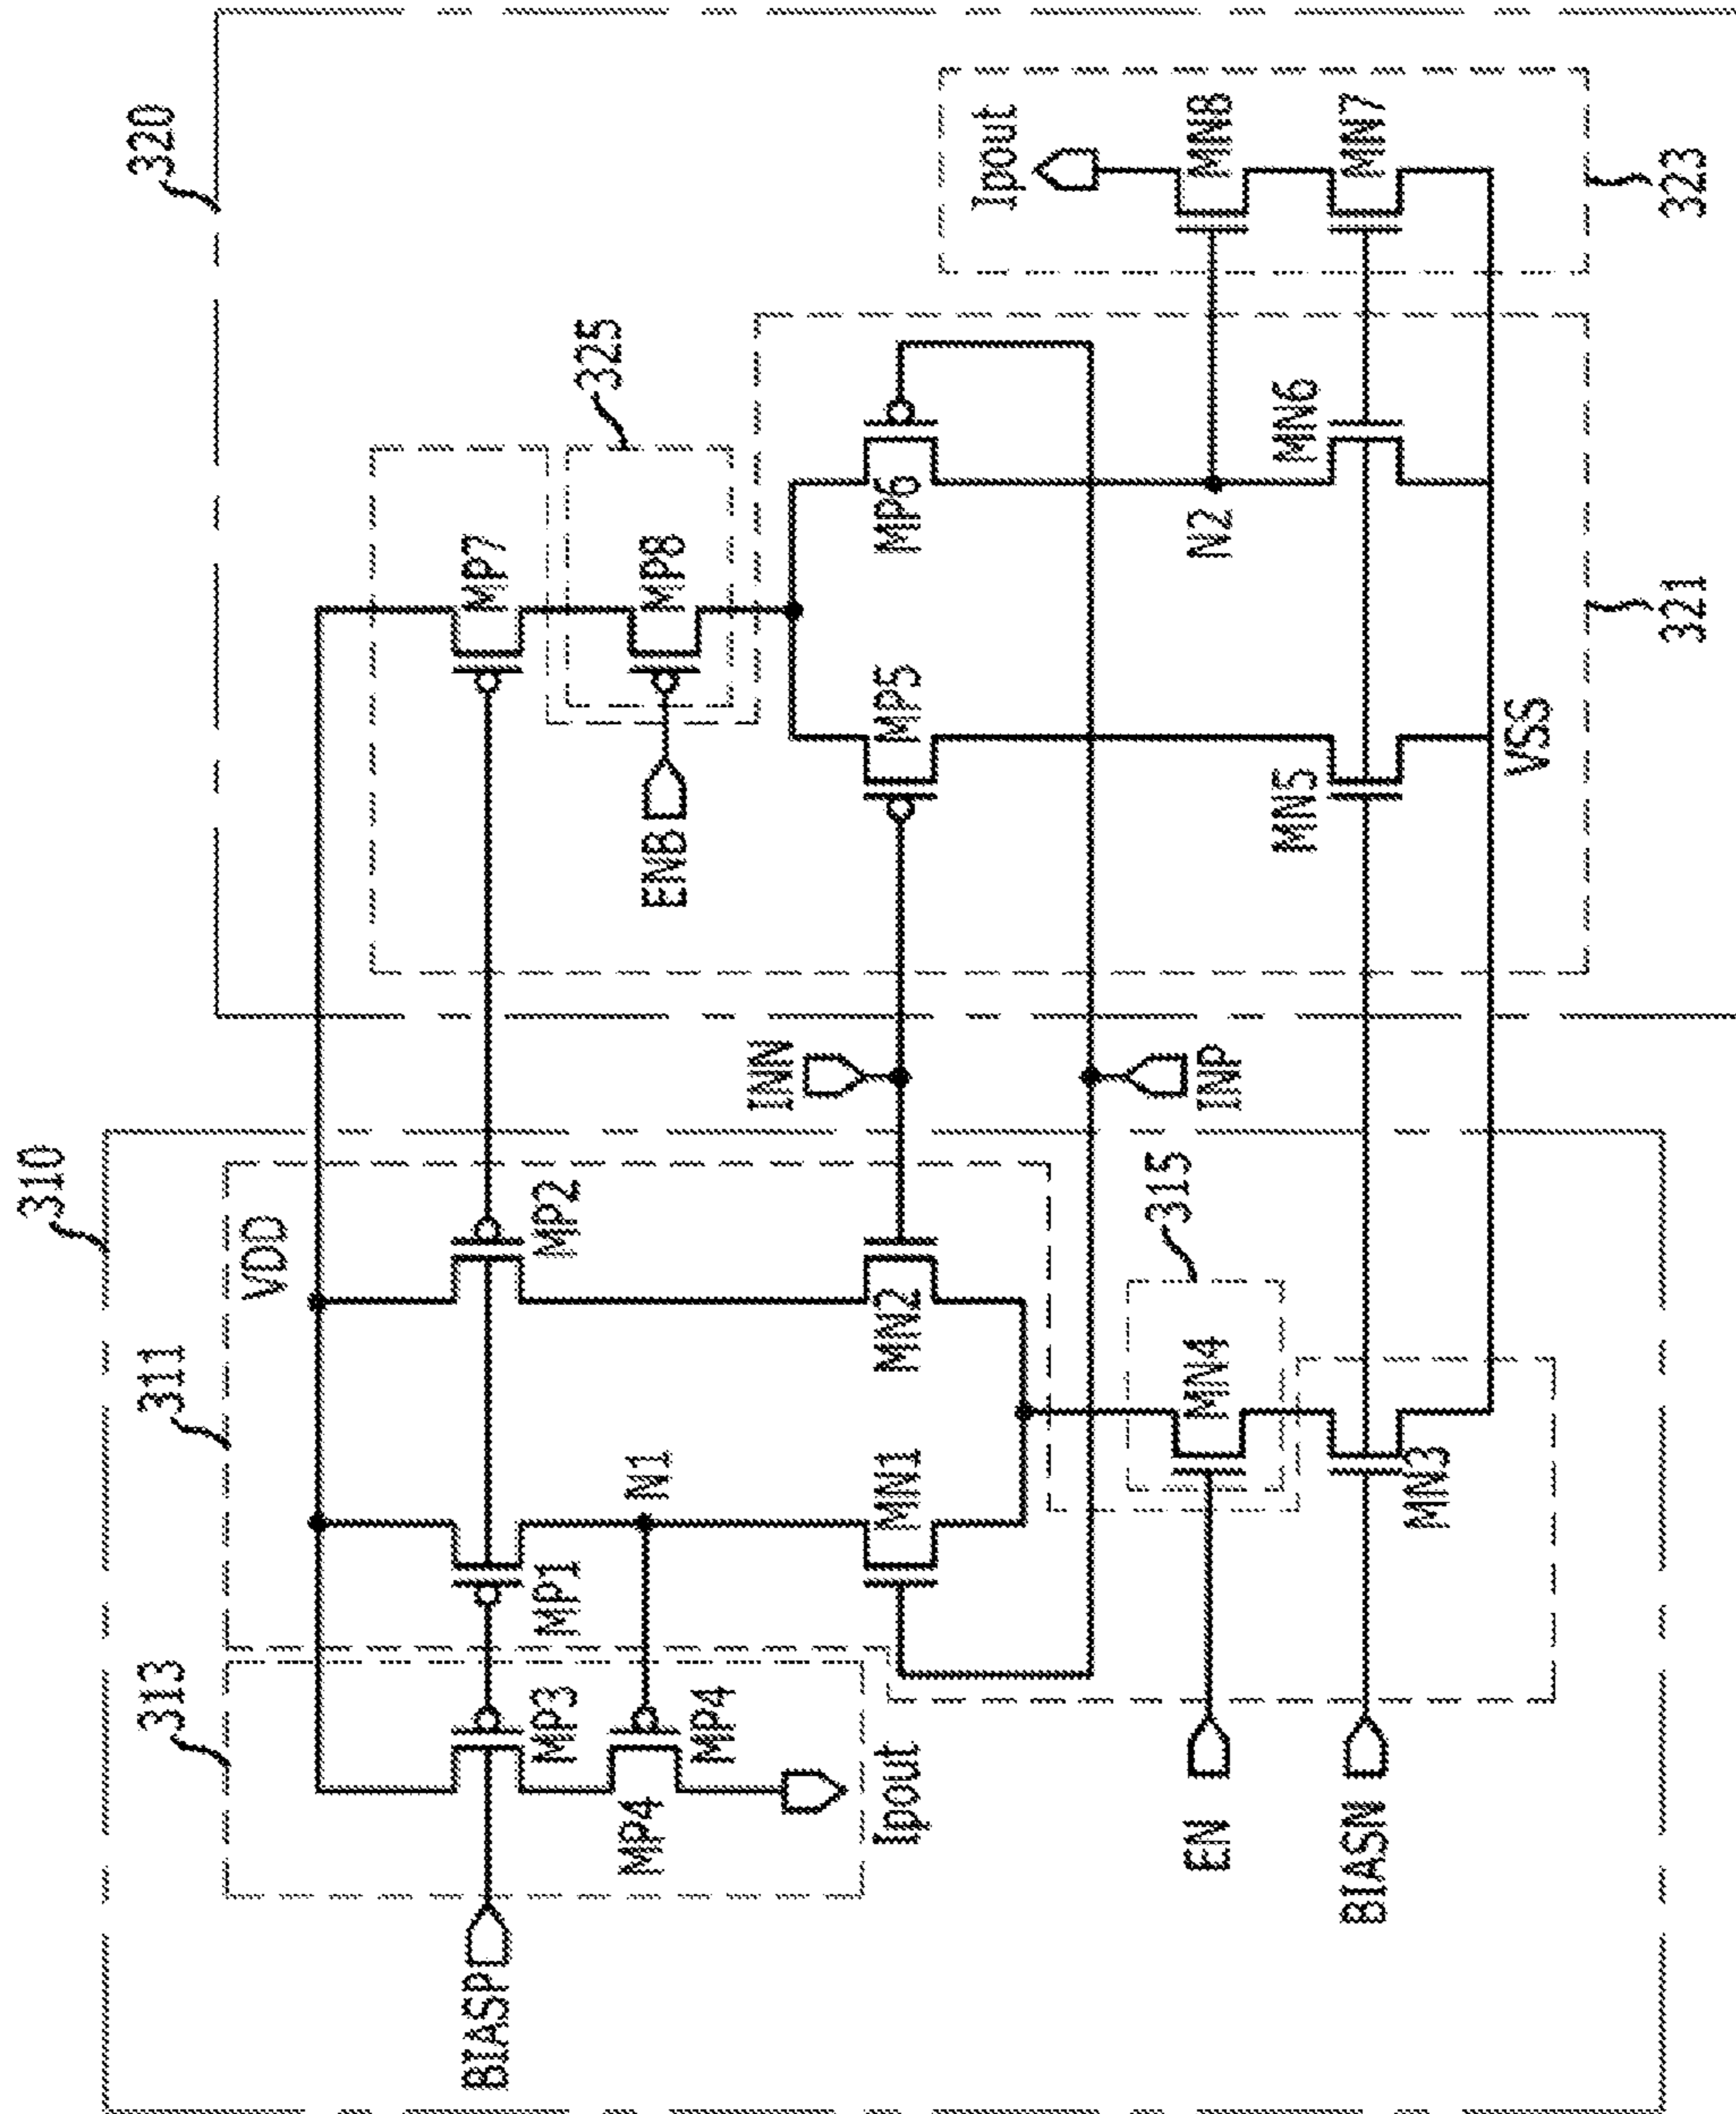 310
320
311
313
VDD
BIASP
MP3
MP1
MP2
MP7
325
MP4
MP4
N1
ENB
MP8
Ipout
INN
MN1
MN2
MP5
MP6
Ipout
315
INP
EN
MN4
N2
MN8
BIASN
MN3
MN5
MN6
MN7
VSS
321
323